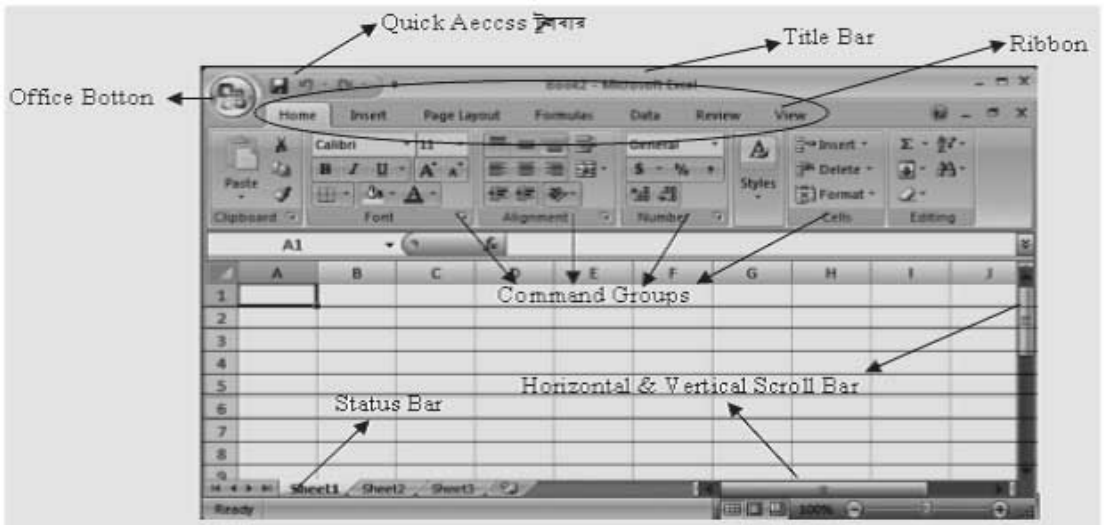 Quick Aeccss টুলবার
Title Bar
Ribbon
Office Botton
Book2 - Microsoft Excel
Home Insert Page Layout Formulas Data Review View
Calibri 11 General
Insert
Paste
B I U A A
$ % ,
Styles
Delete
Format
Clipboard Font Alignment Number Cells Editing
A1 fx
A B C D E F G H I J
Command Groups
1
2
3
4
5
Horizontal & Vertical Scroll Bar
Status Bar
6
7
8
9
Sheet1 Sheet2 Sheet3
Ready 100%